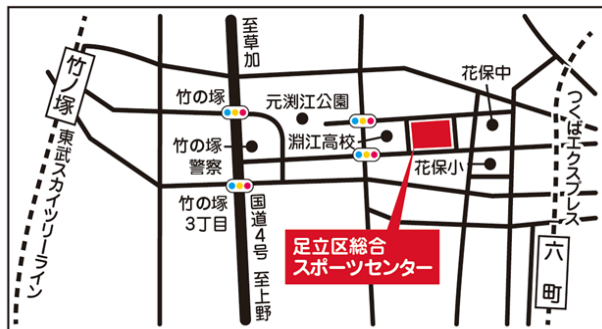 至草加
竹ノ塚
東武スカイツリーライン
竹の塚
元渕江公園
花保中
つくばエクスプレス
竹の塚
警察
淵江高校
花保小
竹の塚
3丁目
国道4号 至上野
足立区総合
スポーツセンター
六町